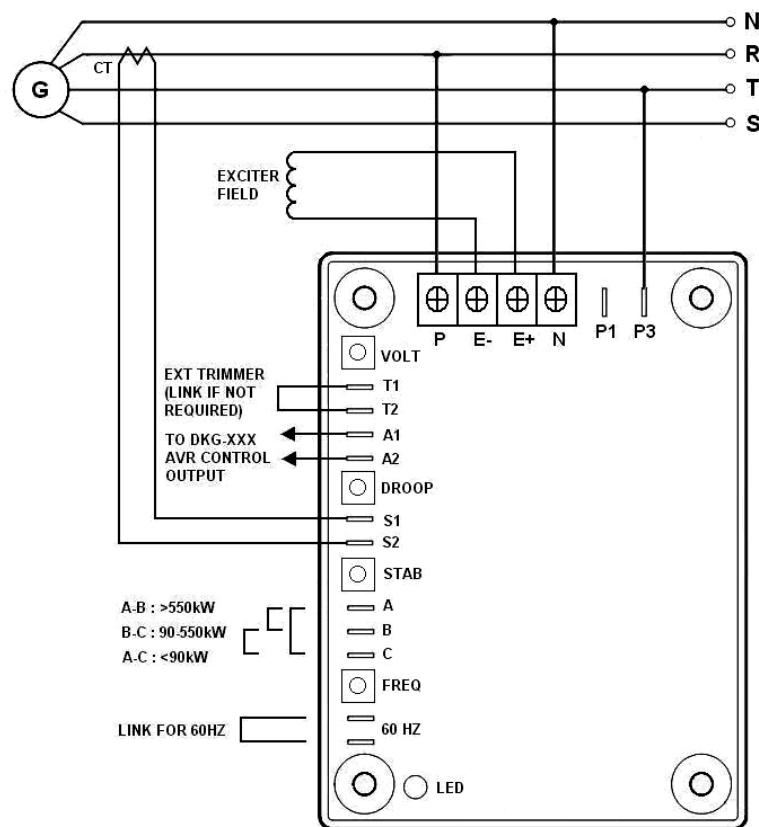 N
R
T
S
G
CT
EXCITER
FIELD
P E- E+ N P1 P3
VOLT
EXT TRIMMER
(LINK IF NOT
REQUIRED)
T1
T2
TO DKG-XXX
AVR CONTROL
OUTPUT
A1
A2
DROOP
S1
S2
STAB
A-B : >550kW
B-C : 90-550kW
A-C : <90kW
A
B
C
FREQ
LINK FOR 60HZ
60 HZ
LED